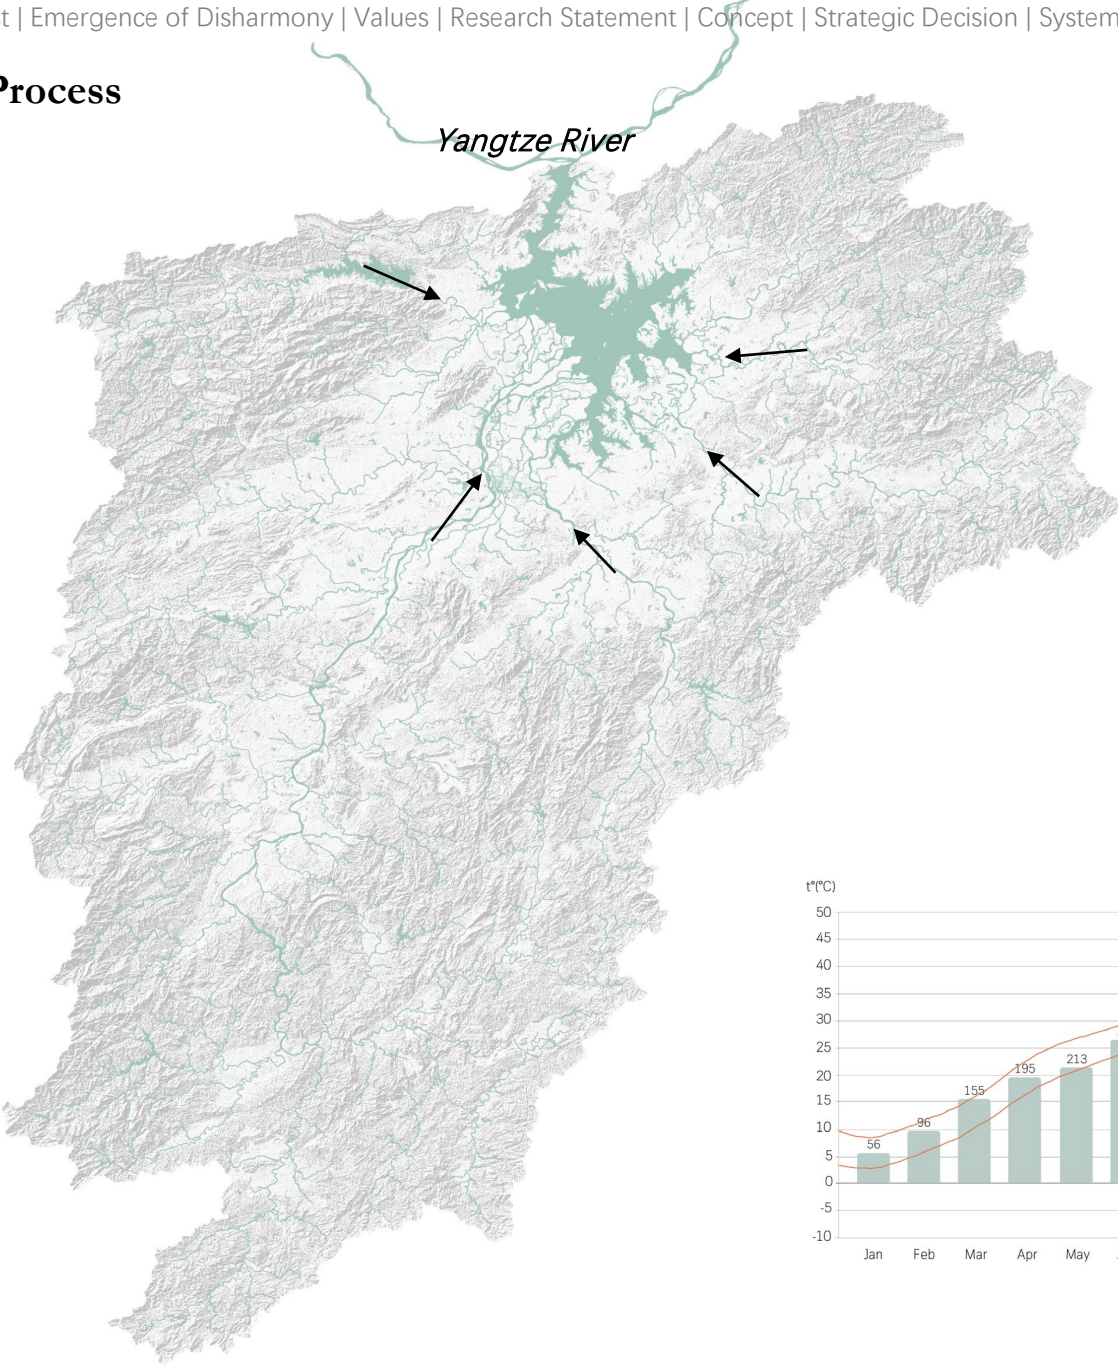 | Emergence of Disharmony | Values | Research Statement | Concept | Strategic Decision | System
Process
Yangtze River
t°(°C)
50
45
40
35
30
25
20
15
10
5
0
-5
-10
56
96
155
195
213
Jan
Feb
Mar
Apr
May